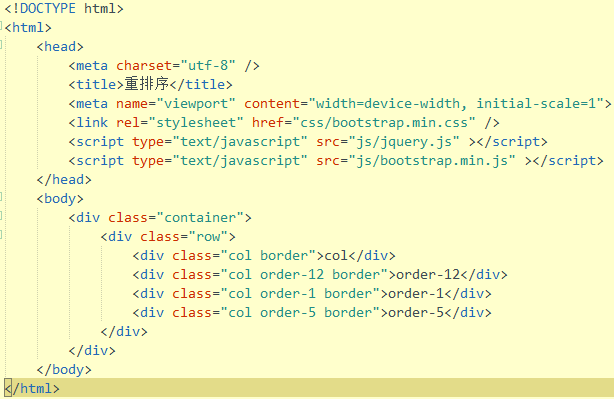 <!DOCTYPE html>
<html>
<head>
<meta charset="utf-8" />
<title>重排序</title>
<meta name="viewport" content="width=device-width, initial-scale=1">
<link rel="stylesheet" href="css/bootstrap.min.css" />
<script type="text/javascript" src="js/jquery.js" ></script>
<script type="text/javascript" src="js/bootstrap.min.js" ></script>
</head>
<body>
<div class="container">
<div class="row">
<div class="col border">col</div>
<div class="col order-12 border">order-12</div>
<div class="col order-1 border">order-1</div>
<div class="col order-5 border">order-5</div>
</div>
</div>
</body>
</html>